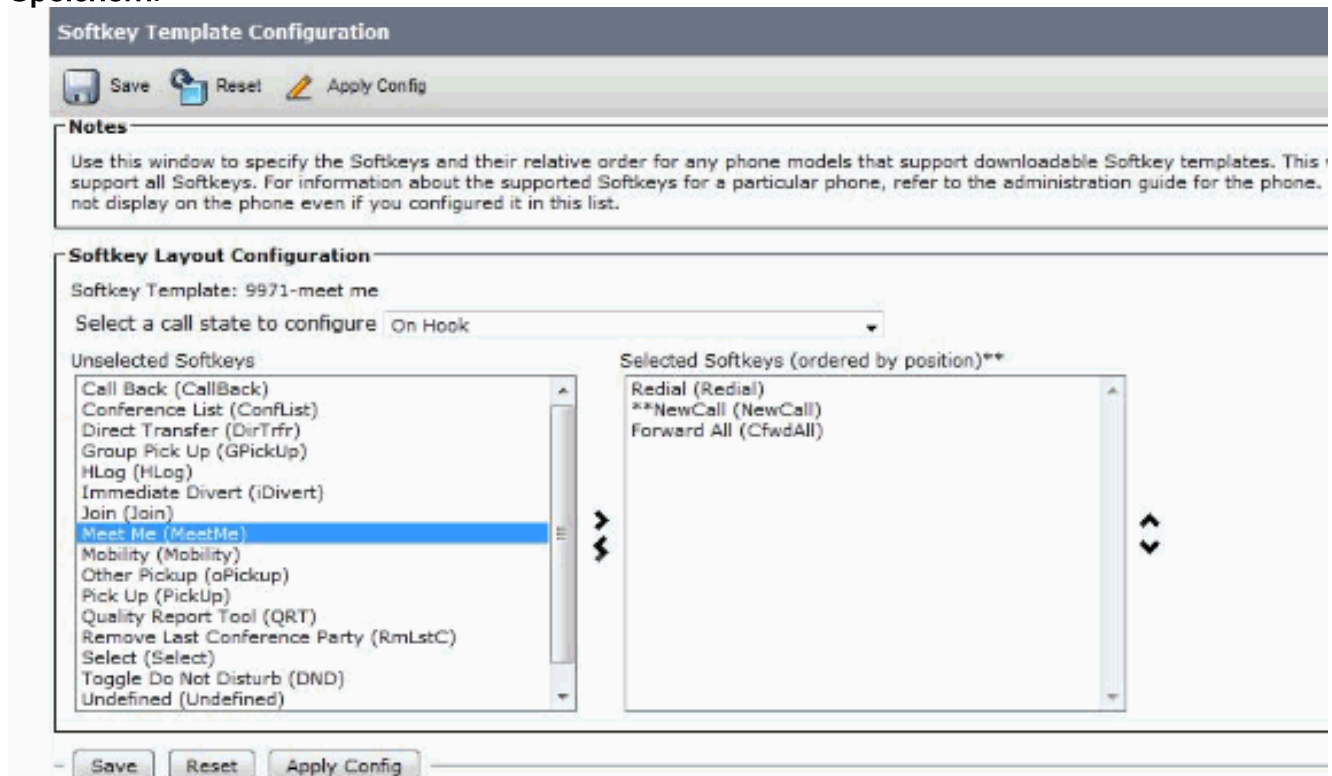 Softkey Template Configuration
Save Reset Apply Config
Notes
Use this window to specify the Softkeys and their relative order for any phone models that support downloadable Softkey templates. This
support all Softkeys. For information about the supported Softkeys for a particular phone, refer to the administration guide for the phone.
not display on the phone even if you configured it in this list.
Softkey Layout Configuration
Softkey Template: 9971-meet me
Select a call state to configure On Hook
Unselected Softkeys
Call Back (CallBack)
Conference List (ConfList)
Direct Transfer (DirTrfr)
Group Pick Up (GPickUp)
HLog (HLog)
Immediate Divert (iDivert)
Join (Join)
Meet Me (MeetMe)
Mobility (Mobility)
Other Pickup (oPickup)
Pick Up (PickUp)
Quality Report Tool (QRT)
Remove Last Conference Party (RmLstC)
Select (Select)
Toggle Do Not Disturb (DND)
Undefined (Undefined)
Selected Softkeys (ordered by position)**
Redial (Redial)
**NewCall (NewCall)
Forward All (CfwdAll)
Save Reset Apply Config